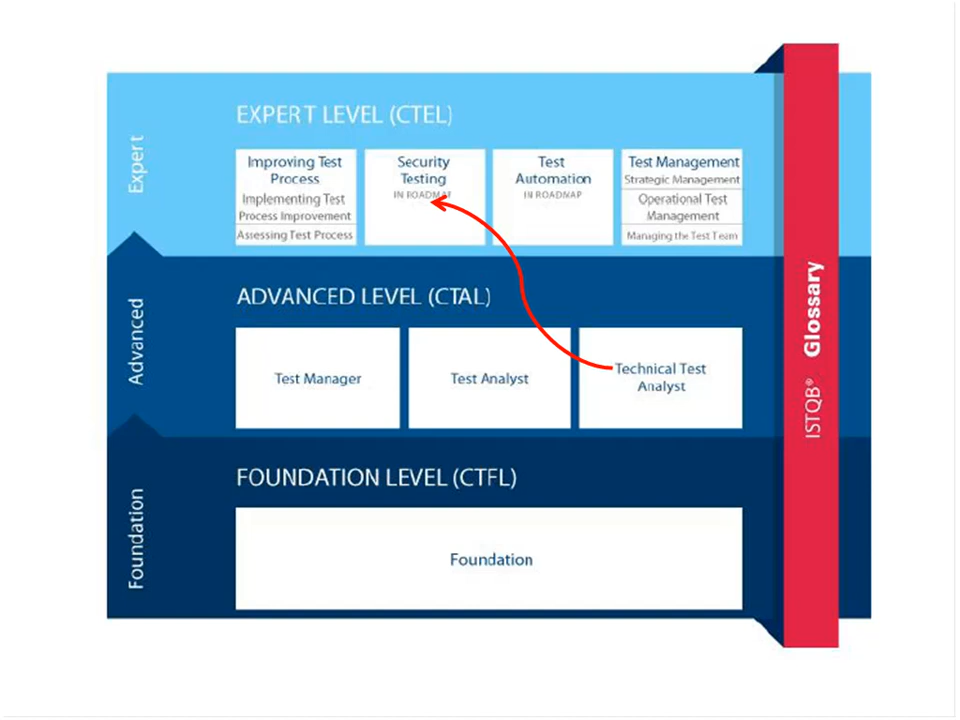 EXPERT LEVEL (CTEL)
Expert
Improving Test
Process
Implementing Test
Process Improvement
Assessing Test Process
Security
Testing
IN ROADMAP
Test
Automation
IN ROADMAP
Test Management
Strategic Management
Operational Test
Management
Managing the Test Team
ADVANCED LEVEL (CTAL)
Advanced
Test Manager
Test Analyst
Technical Test
Analyst
FOUNDATION LEVEL (CTFL)
Foundation
Foundation
ISTQB® Glossary